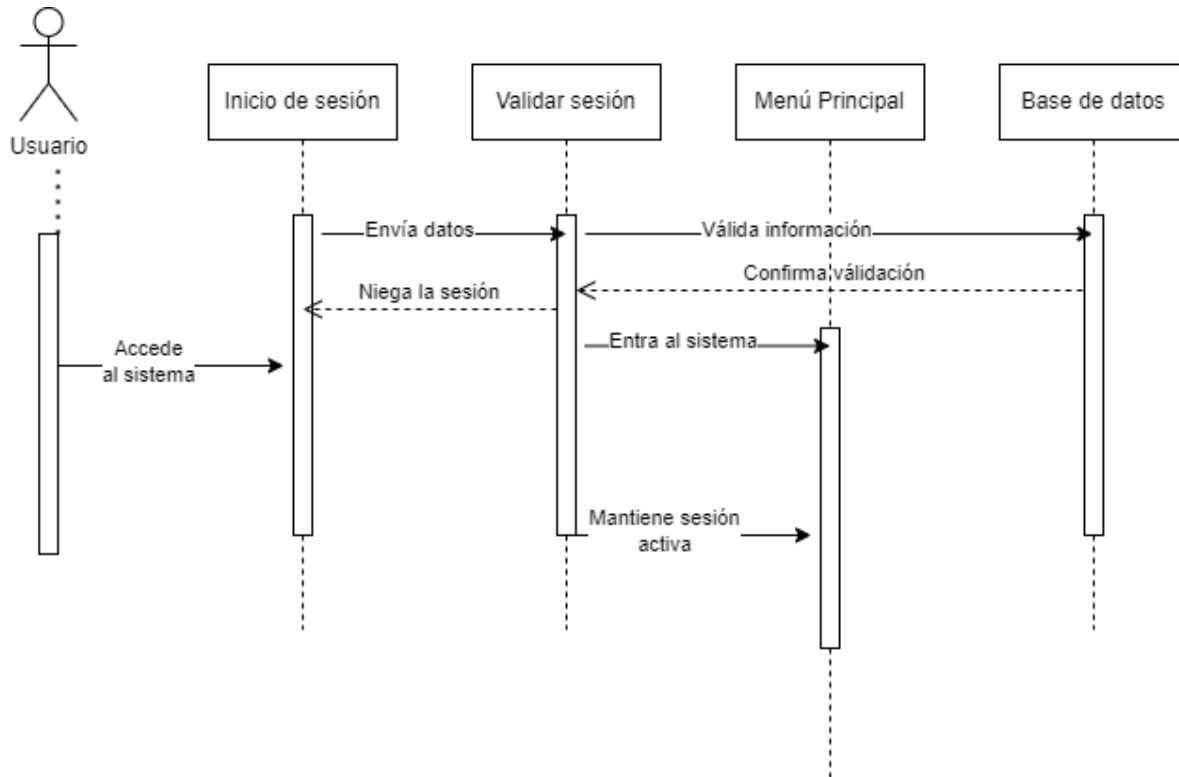 Usuario
Inicio de sesión
Validar sesión
Menú Principal
Base de datos
Envía datos
Válida información
Confirma válidación
Niega la sesión
Entra al sistema
Accede
al sistema
Mantiene sesión
activa